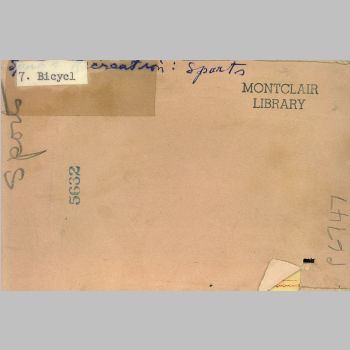 Recreation: Sports
7. Bicycl
MONTCLAIR
LIBRARY
Sports
5632